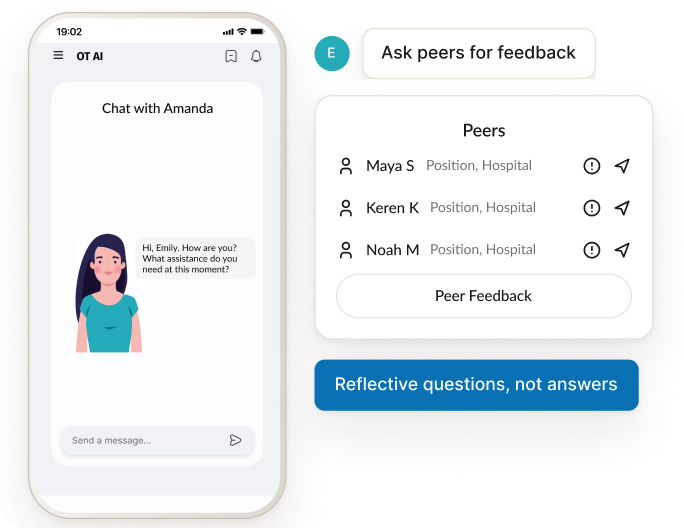 19:02
OT AI
Chat with Amanda
Hi, Emily. How are you?
What assistance do you
need at this moment?
Send a message...
E
Ask peers for feedback
Peers
Maya S Position, Hospital
Keren K Position, Hospital
Noah M Position, Hospital
Peer Feedback
Reflective questions, not answers